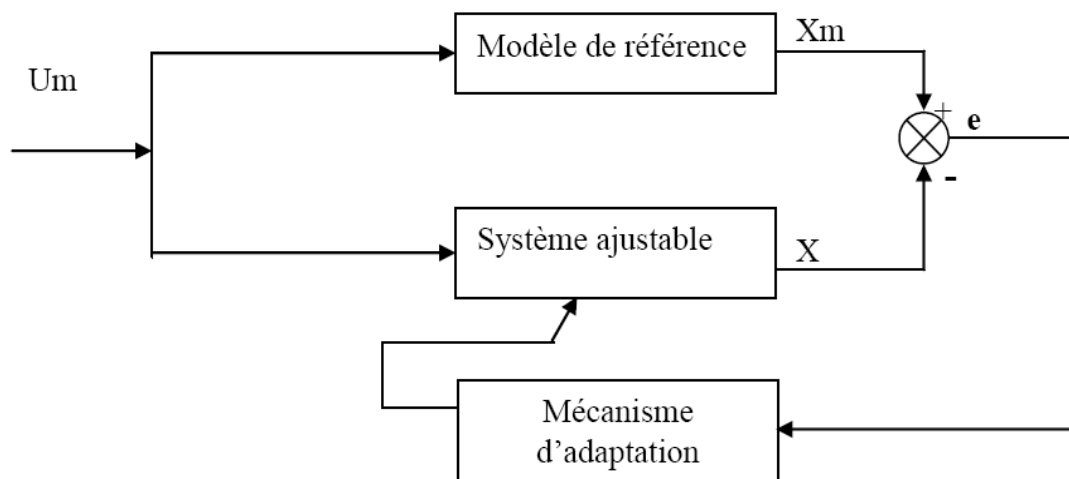 Modèle de référence
Xm
Um
+
e
-
Système ajustable
X
Mécanisme
d'adaptation